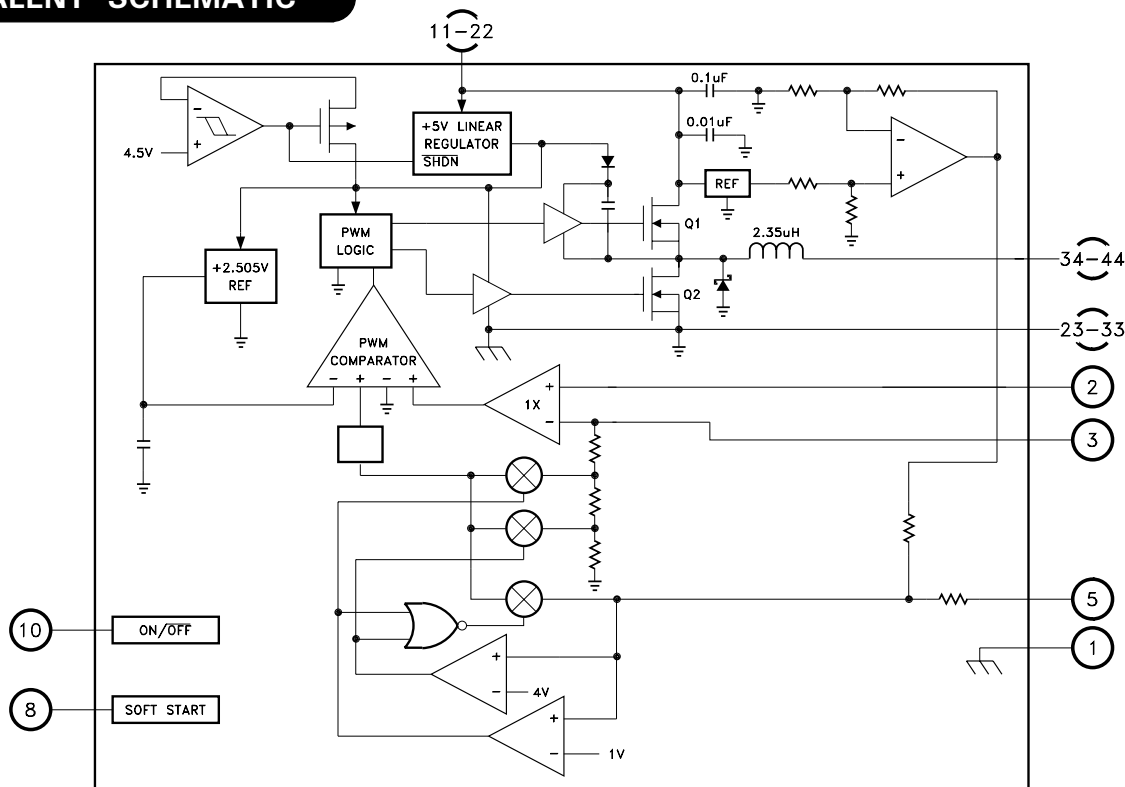 ALENT SCHEMATIC
11-22
0.1uF
+5V LINEAR
REGULATOR
SHDN
0.01uF
4.5V
-
+
-
+
REF
PWM
LOGIC
Q1
2.35uH
+2.505V
REF
34-44
Q2
23-33
PWM
COMPARATOR
- + - +
1X
+
-
2
3
5
10
ON/OFF
1
+
-
4V
8
SOFT START
+
-
1V